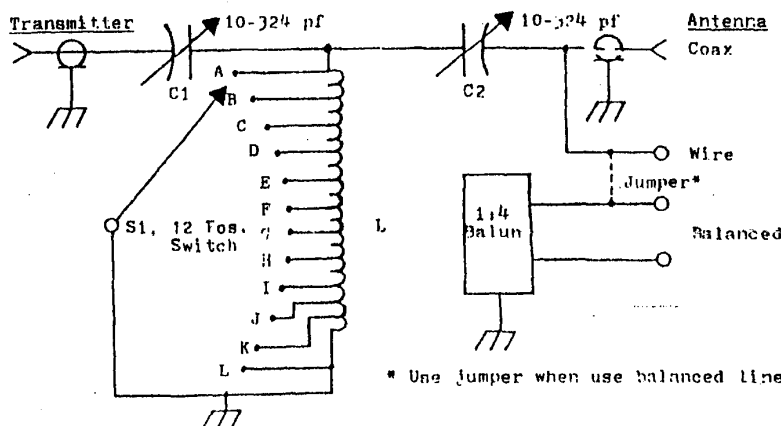 Transmitter
10-324 pf
10-324 pf
Antenna
Coax
C1
C2
A
B
C
D
E
F
G
H
I
J
K
L
S1, 12 Pos.
Switch
L
1:4
Balun
Wire
Jumper*
Balanced
* Use jumper when use balanced line